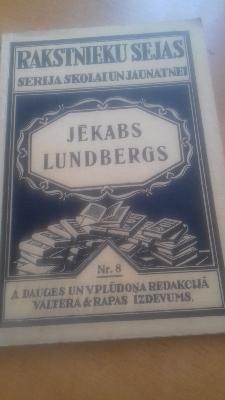 RAKSTNIEKU SEJAS
SERIJA SKOLAI UN JAUNATNEI
JĒKABS
LUNDBERGS
Nr. 8
A. DAUGES UN V. PLŪDOŅA REDAKCIJĀ
VALTERA & RAPAS IZDEVUMS.